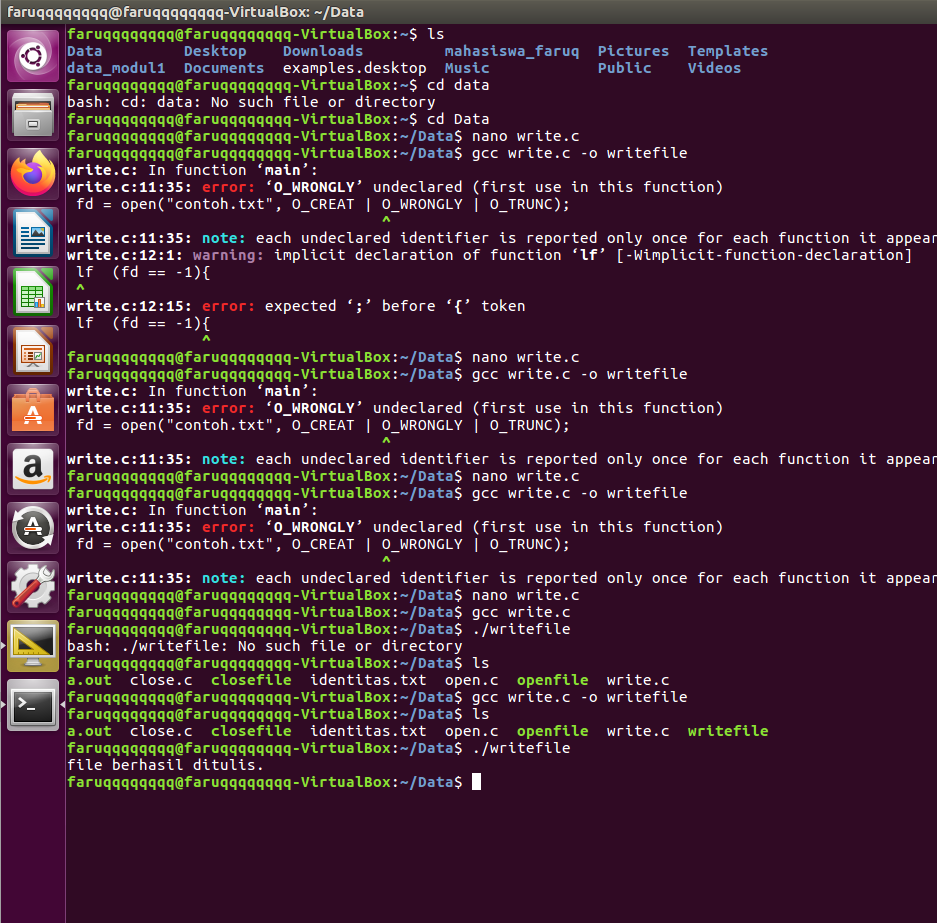 faruqqqqqqqq@faruqqqqqqqq-VirtualBox: ~/Data
faruqqqqqqqq@faruqqqqqqqq-VirtualBox:~$ ls
Data         Desktop    Downloads         mahasiswa_faruq  Pictures  Templates
data_modul1  Documents  examples.desktop  Music            Public    Videos
faruqqqqqqqq@faruqqqqqqqq-VirtualBox:~$ cd data
bash: cd: data: No such file or directory
faruqqqqqqqq@faruqqqqqqqq-VirtualBox:~$ cd Data
faruqqqqqqqq@faruqqqqqqqq-VirtualBox:~/Data$ nano write.c
faruqqqqqqqq@faruqqqqqqqq-VirtualBox:~/Data$ gcc write.c -o writefile
write.c: In function ‘main’:
write.c:11:35: error: ‘O_WRONGLY’ undeclared (first use in this function)
 fd = open("contoh.txt", O_CREAT | O_WRONGLY | O_TRUNC);
                                   ^
write.c:11:35: note: each undeclared identifier is reported only once for each function it appear
write.c:12:1: warning: implicit declaration of function ‘lf’ [-Wimplicit-function-declaration]
 lf  (fd == -1){
 ^
write.c:12:15: error: expected ‘;’ before ‘{’ token
 lf  (fd == -1){
               ^
faruqqqqqqqq@faruqqqqqqqq-VirtualBox:~/Data$ nano write.c
faruqqqqqqqq@faruqqqqqqqq-VirtualBox:~/Data$ gcc write.c -o writefile
write.c: In function ‘main’:
write.c:11:35: error: ‘O_WRONGLY’ undeclared (first use in this function)
 fd = open("contoh.txt", O_CREAT | O_WRONGLY | O_TRUNC);
                                   ^
write.c:11:35: note: each undeclared identifier is reported only once for each function it appear
faruqqqqqqqq@faruqqqqqqqq-VirtualBox:~/Data$ nano write.c
faruqqqqqqqq@faruqqqqqqqq-VirtualBox:~/Data$ gcc write.c -o writefile
write.c: In function ‘main’:
write.c:11:35: error: ‘O_WRONGLY’ undeclared (first use in this function)
 fd = open("contoh.txt", O_CREAT | O_WRONGLY | O_TRUNC);
                                   ^
write.c:11:35: note: each undeclared identifier is reported only once for each function it appear
faruqqqqqqqq@faruqqqqqqqq-VirtualBox:~/Data$ nano write.c
faruqqqqqqqq@faruqqqqqqqq-VirtualBox:~/Data$ gcc write.c
faruqqqqqqqq@faruqqqqqqqq-VirtualBox:~/Data$ ./writefile
bash: ./writefile: No such file or directory
faruqqqqqqqq@faruqqqqqqqq-VirtualBox:~/Data$ ls
a.out  close.c  closefile  identitas.txt  open.c  openfile  write.c
faruqqqqqqqq@faruqqqqqqqq-VirtualBox:~/Data$ gcc write.c -o writefile
faruqqqqqqqq@faruqqqqqqqq-VirtualBox:~/Data$ ls
a.out  close.c  closefile  identitas.txt  open.c  openfile  write.c  writefile
faruqqqqqqqq@faruqqqqqqqq-VirtualBox:~/Data$ ./writefile
file berhasil ditulis.
faruqqqqqqqq@faruqqqqqqqq-VirtualBox:~/Data$